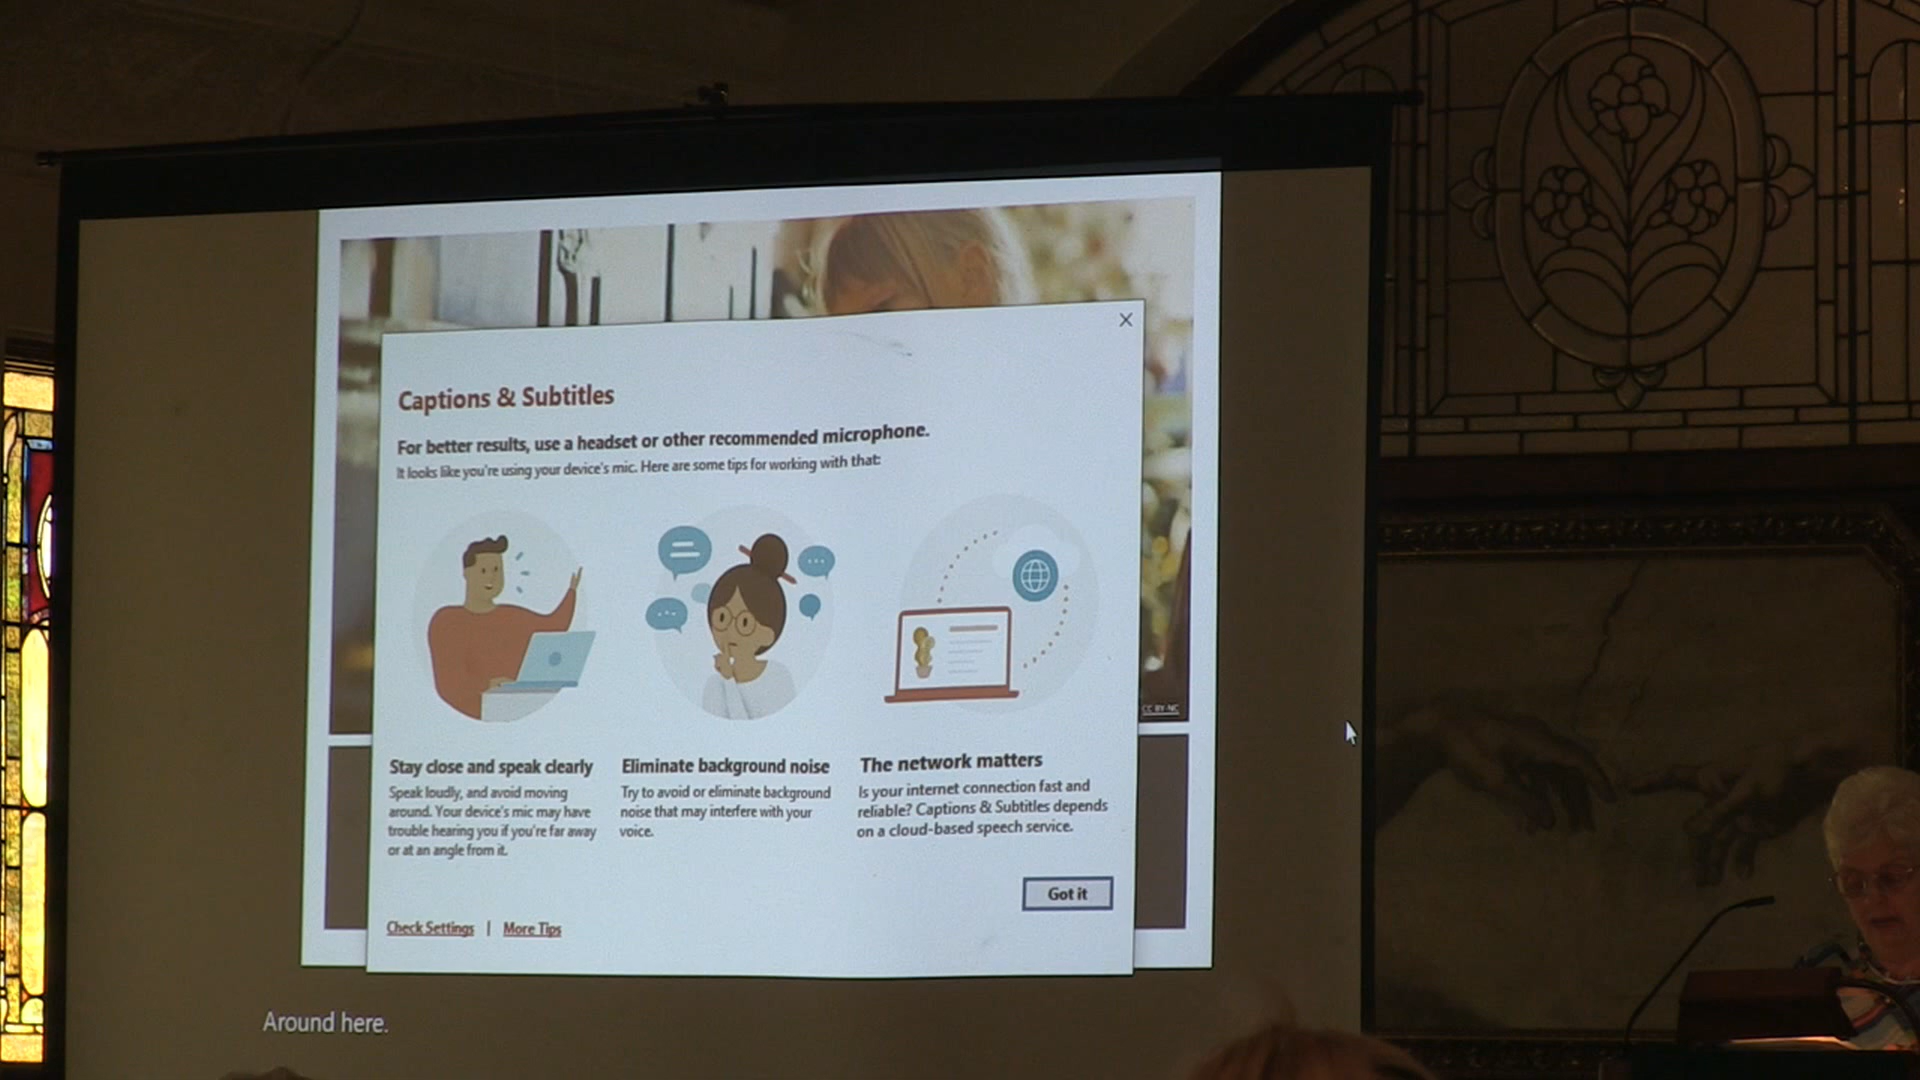 Captions & Subtitles
For better results, use a headset or other recommended microphone.
It looks like you're using your device's mic. Here are some tips for working with that:
CC BY-NC
Stay close and speak clearly
Speak loudly, and avoid moving
around. Your device's mic may have
trouble hearing you if you're far away
or at an angle from it.
Eliminate background noise
Try to avoid or eliminate background
noise that may interfere with your
voice.
The network matters
Is your internet connection fast and
reliable? Captions & Subtitles depends
on a cloud-based speech service.
Got it
Check Settings | More Tips
Around here.